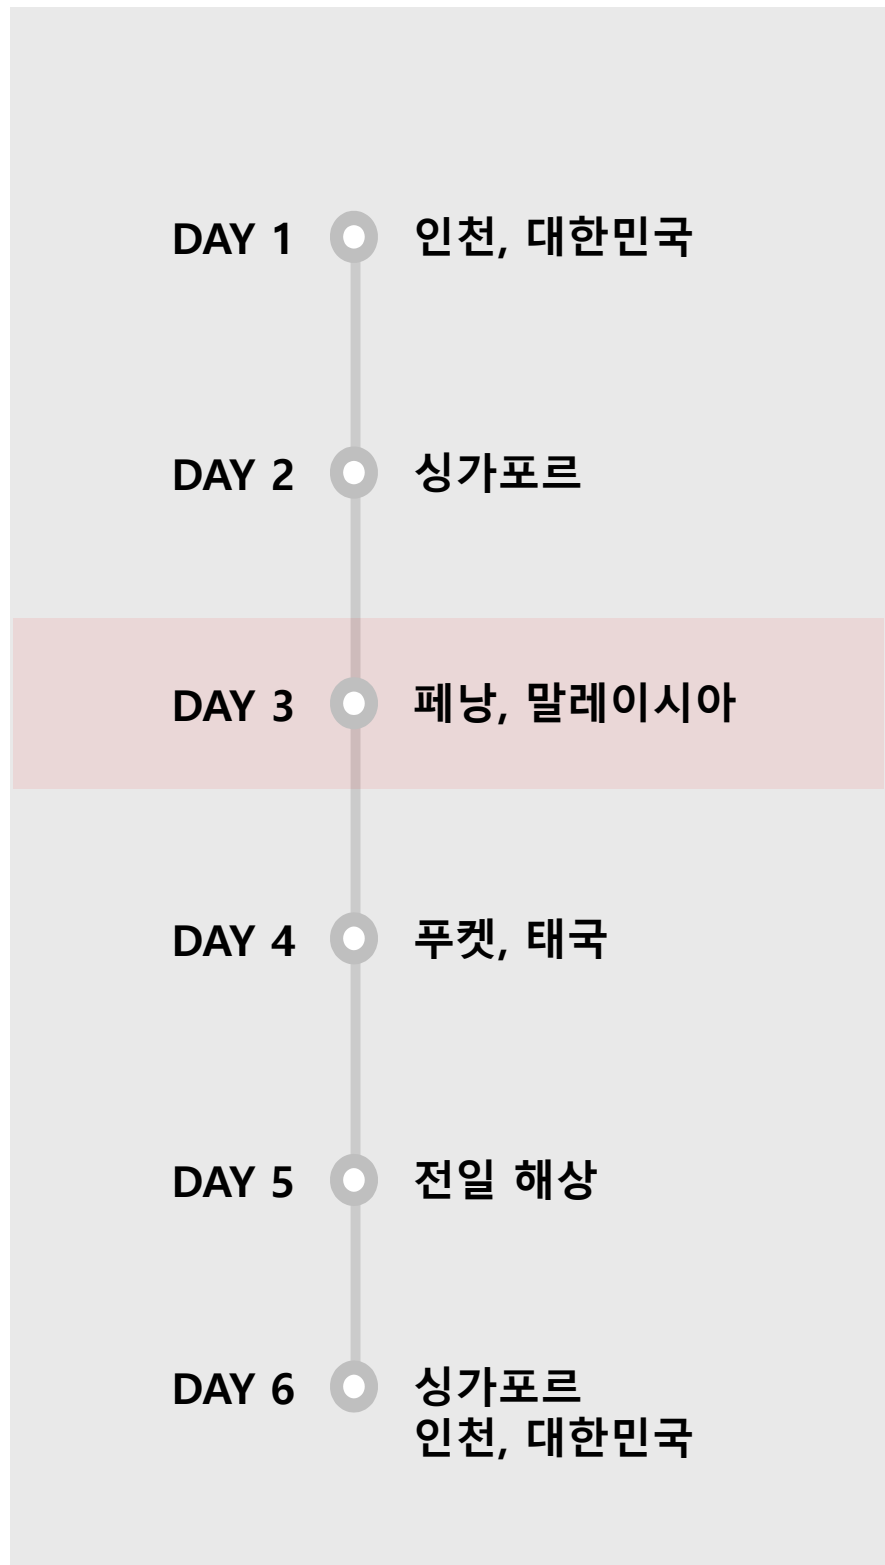 DAY 1 인천, 대한민국
DAY 2 싱가포르
DAY 3 페낭, 말레이시아
DAY 4 푸켓, 태국
DAY 5 전일 해상
DAY 6 싱가포르
인천, 대한민국